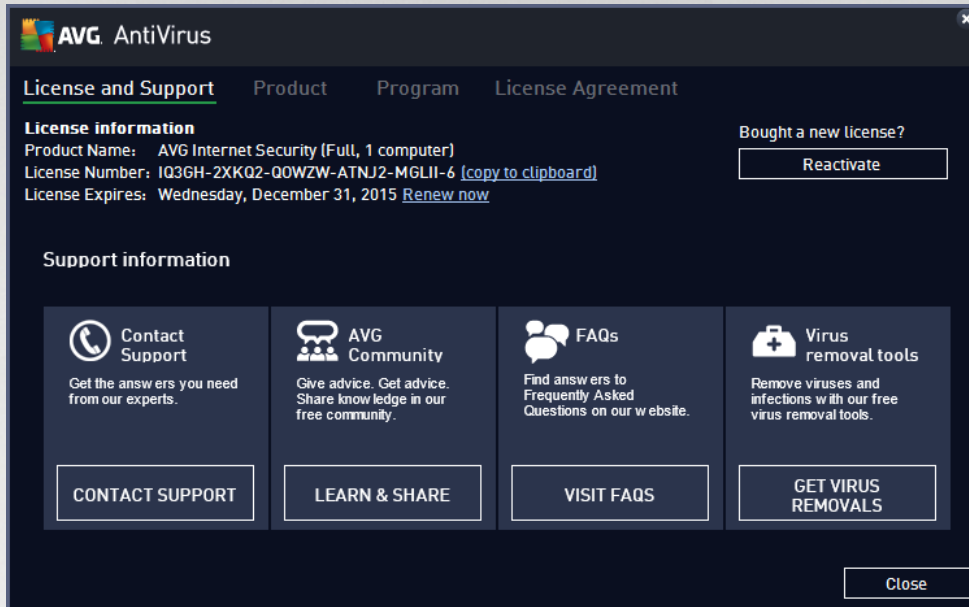 AVG. AntiVirus
License and Support Product Program License Agreement
License information
Product Name: AVG Internet Security (Full, 1 computer)
License Number: IQ3GH-2XKQ2-QOWZW-ATNJ2-MGLII-6 (copy to clipboard)
License Expires: Wednesday, December 31, 2015 Renew now
Bought a new license?
Reactivate
Support information
Contact
Support
Get the answers you need
from our experts.
CONTACT SUPPORT
AVG
Community
Give advice. Get advice.
Share knowledge in our
free community.
LEARN & SHARE
FAQs
Find answers to
Frequently Asked
Questions on our website.
VISIT FAQS
Virus
removal tools
Remove viruses and
infections with our free
virus removal tools.
GET VIRUS
REMOVALS
Close